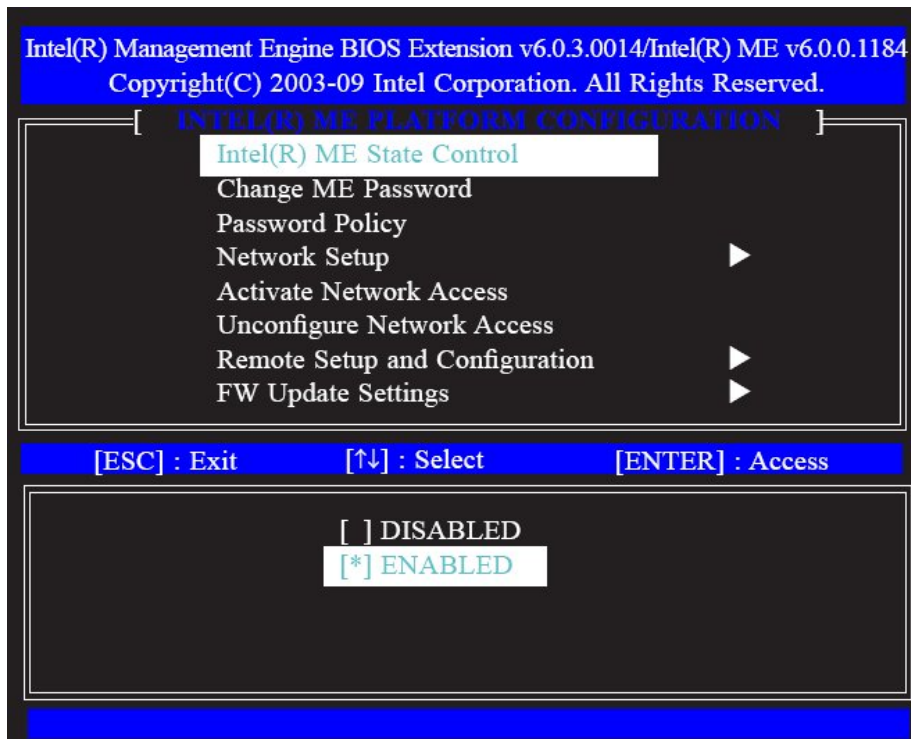 Intel(R) Management Engine BIOS Extension v6.0.3.0014/Intel(R) ME v6.0.0.1184
Copyright(C) 2003-09 Intel Corporation. All Rights Reserved.
[ INTEL(R) ME PLATFORM CONFIGURATION ]
Intel(R) ME State Control
Change ME Password
Password Policy
Network Setup ▶
Activate Network Access
Unconfigure Network Access
Remote Setup and Configuration ▶
FW Update Settings ▶
[ESC] : Exit [↑↓] : Select [ENTER] : Access
[ ] DISABLED
[*] ENABLED